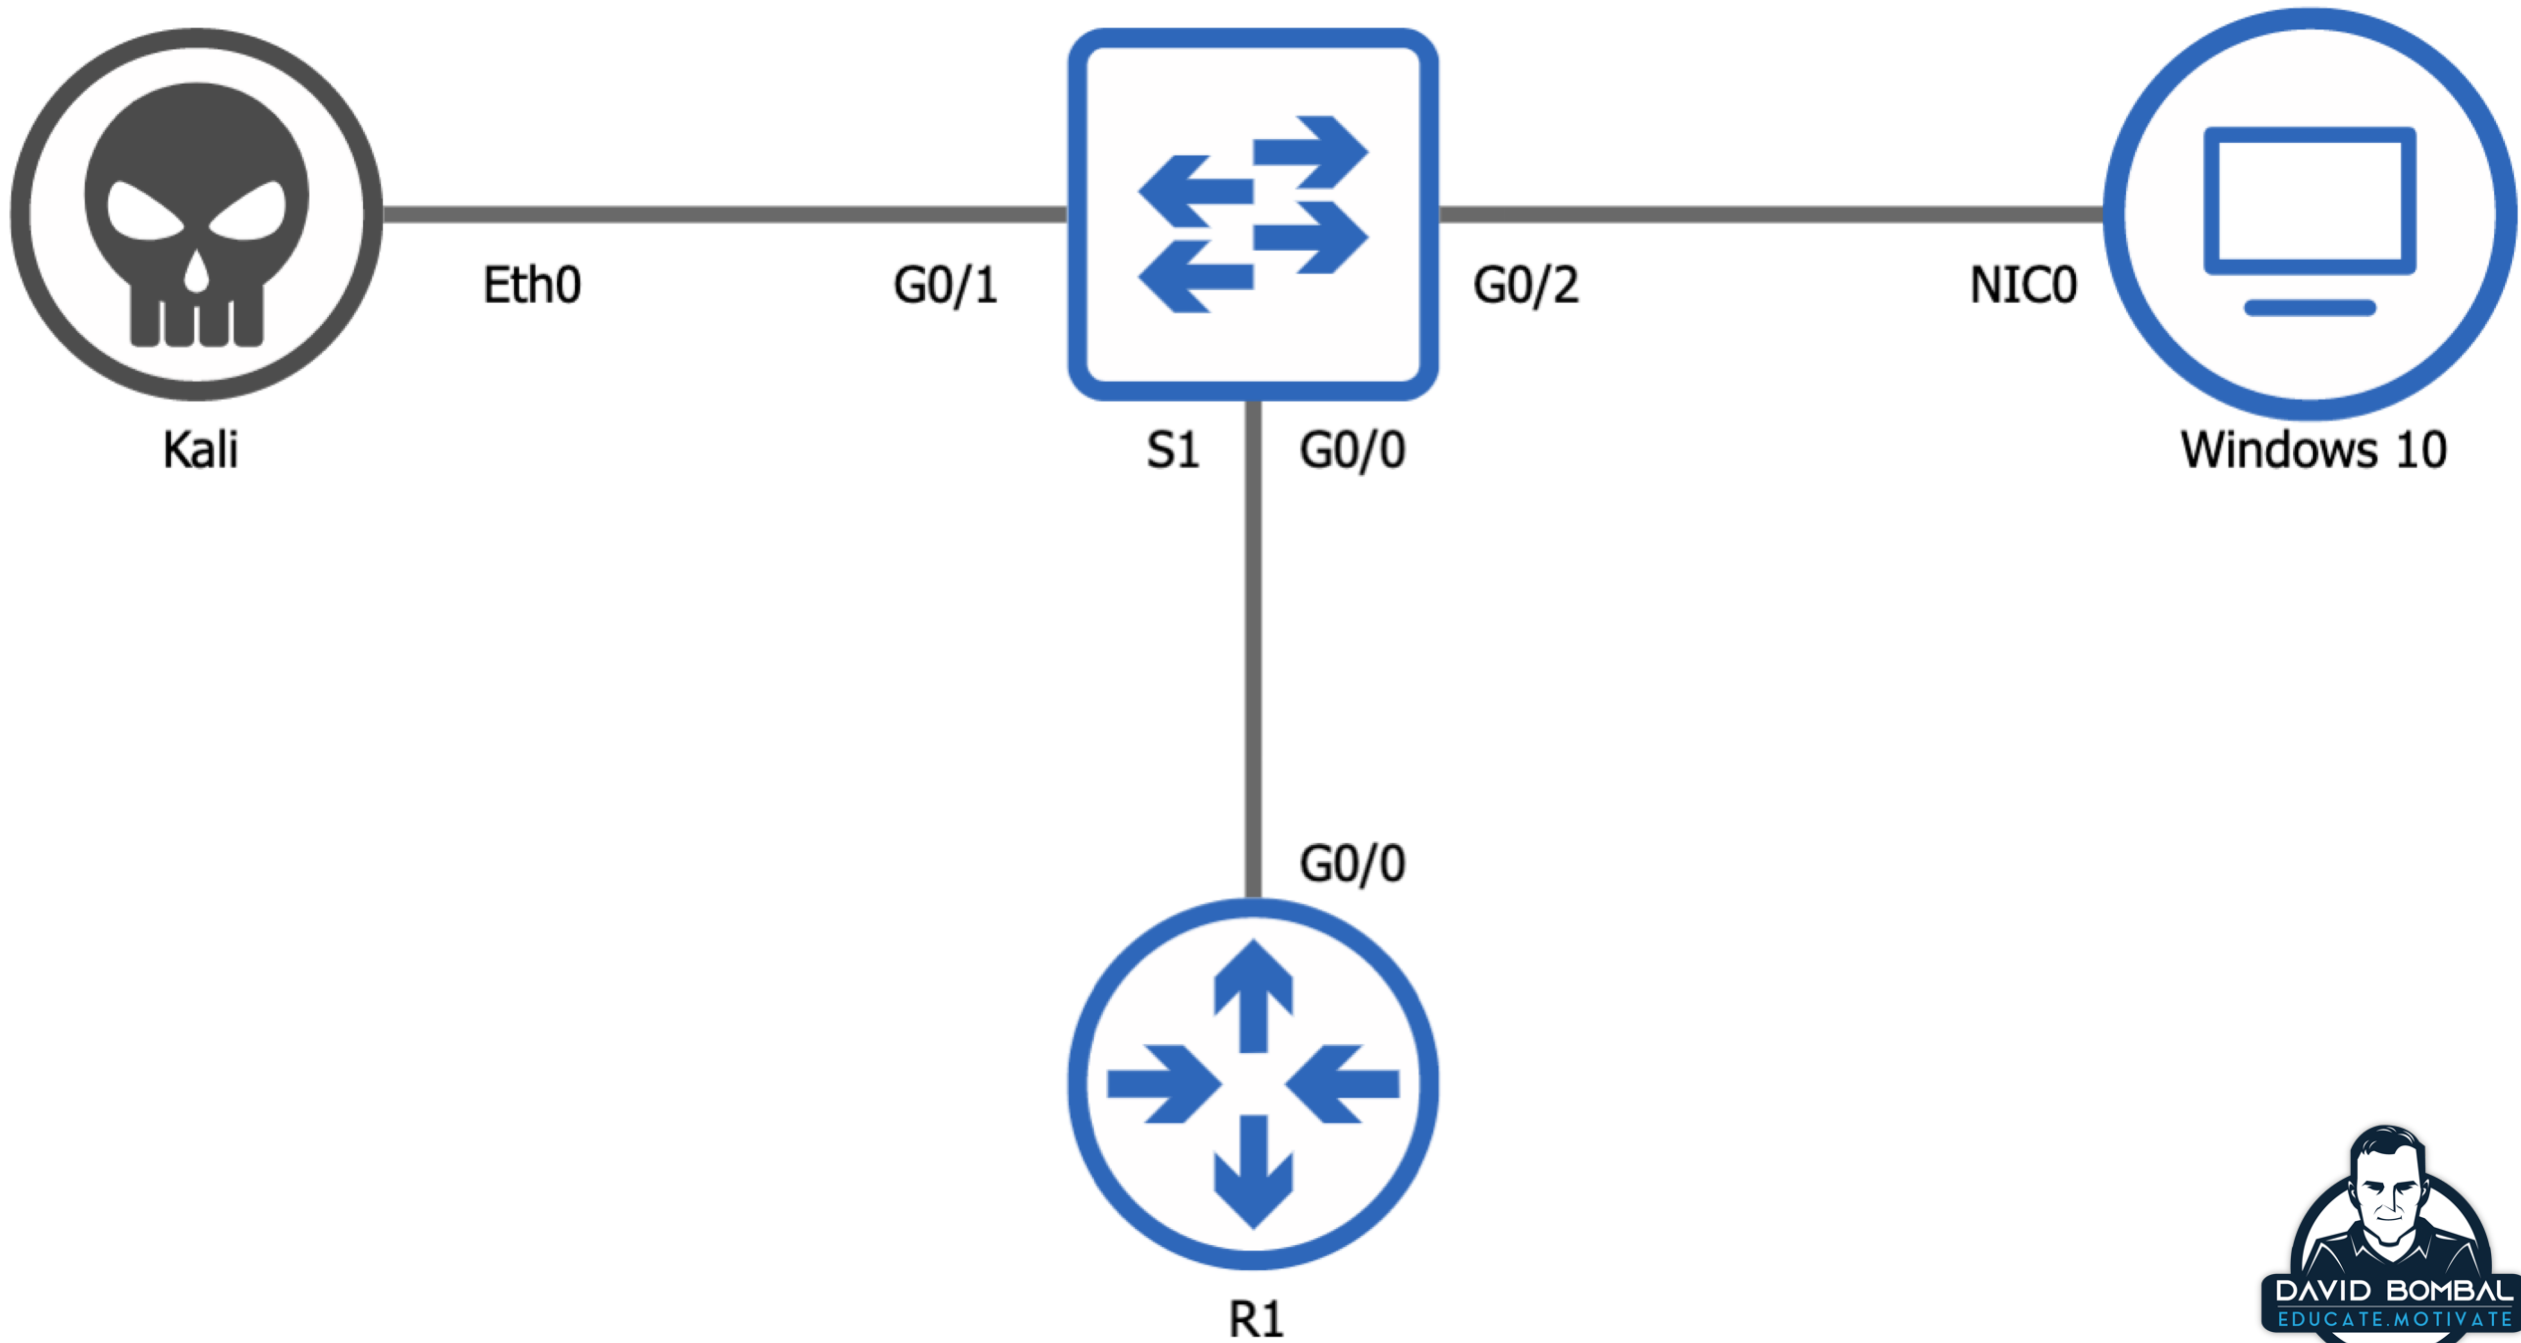 Eth0
G0/1
G0/2
NIC0
Kali
S1
G0/0
Windows 10
G0/0
R1
DAVID BOMBAL
EDUCATE.MOTIVATE